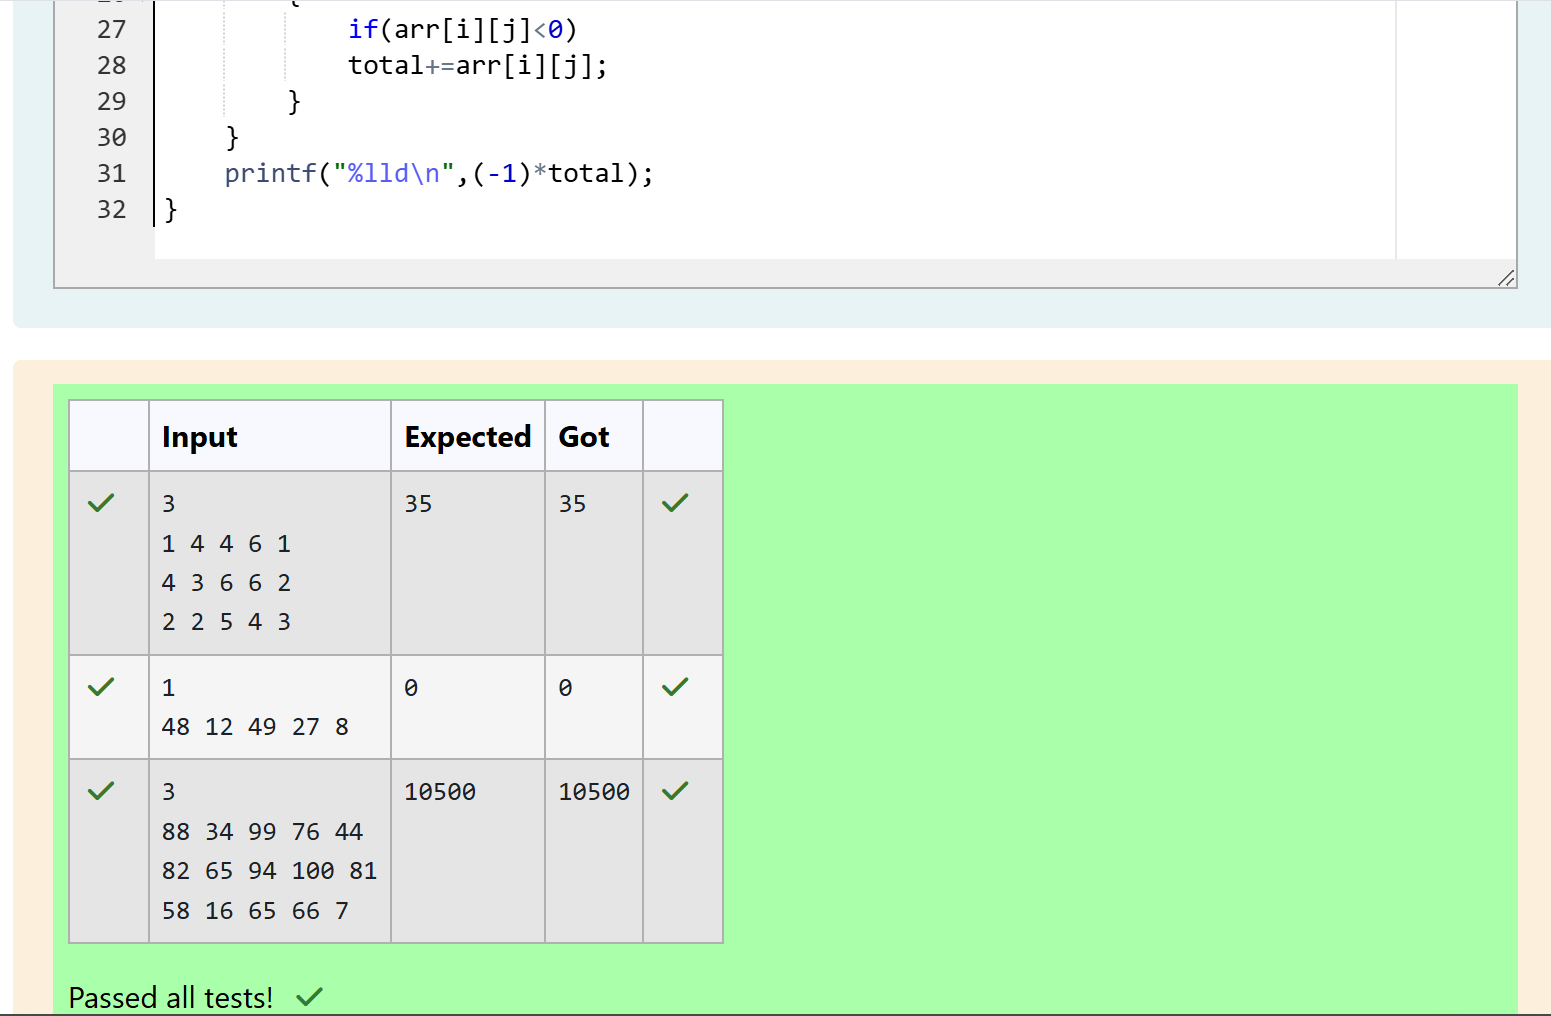 27 if(arr[i][j]<0)
28 total+=arr[i][j];
29 }
30 }
31 printf("%lld\n",(-1)*total);
32 }
Input Expected Got
3 35 35
1 4 4 6 1
4 3 6 6 2
2 2 5 4 3
1 0 0
48 12 49 27 8
3 10500 10500
88 34 99 76 44
82 65 94 100 81
58 16 65 66 7
Passed all tests!